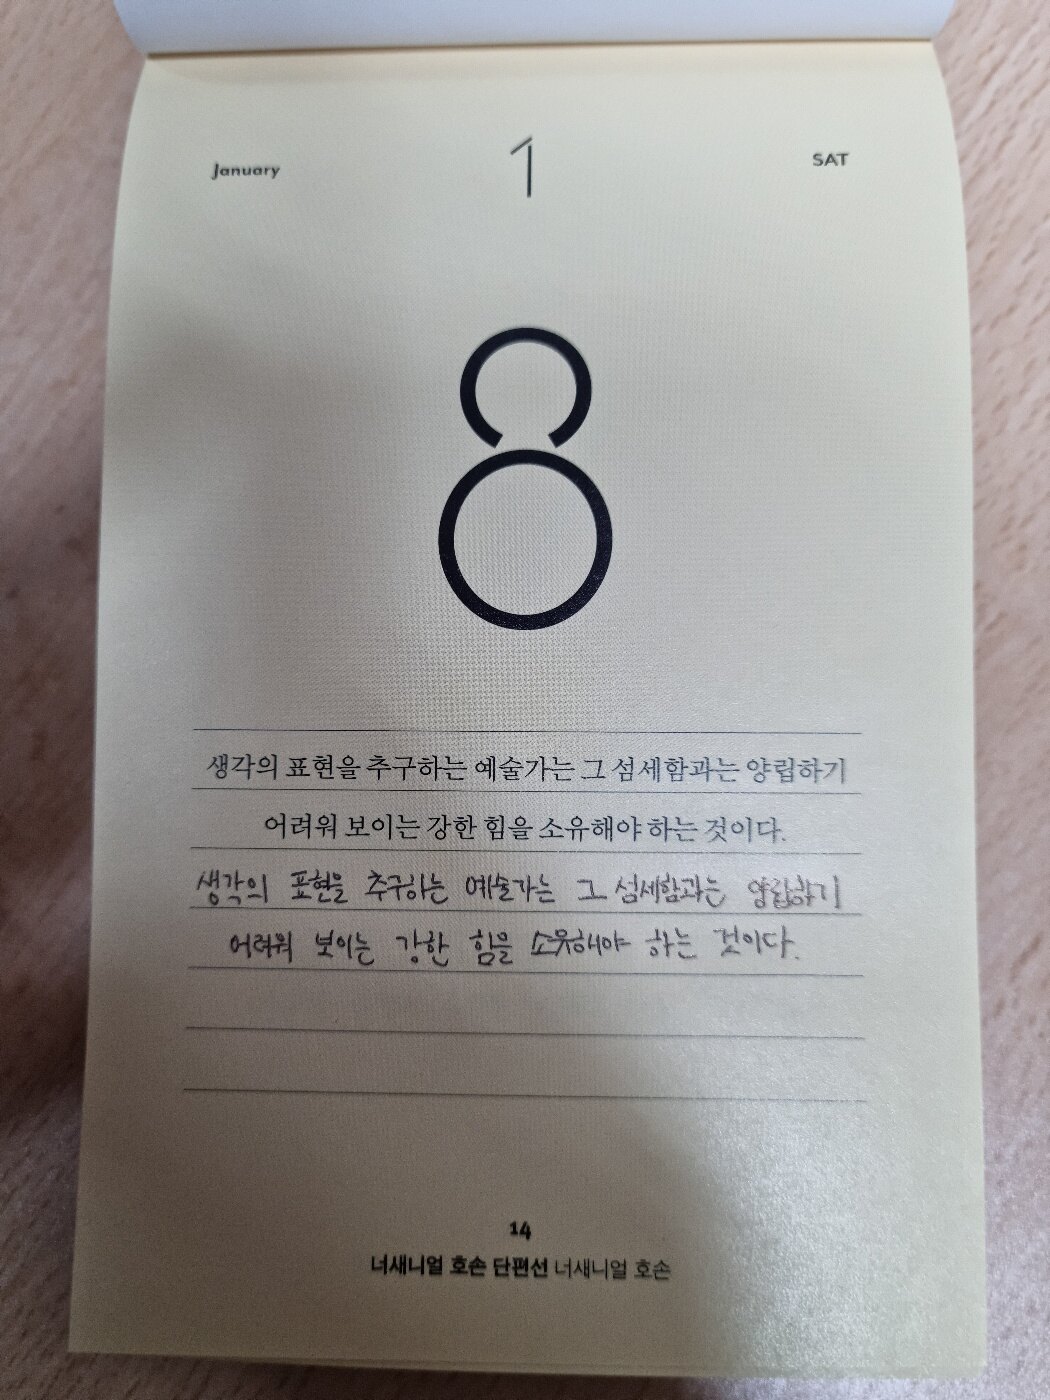 January 1 SAT
8
생각의 표현을 추구하는 예술가는 그 섬세함과는 양립하기
어려워 보이는 강한 힘을 소유해야 하는 것이다.
생각의 표현을 추구하는 예술가는 그 섬세함과는 양립하기
어려워 보이는 강한 힘을 소유해야 하는 것이다.
14
너새니얼 호손 단편선 너새니얼 호손